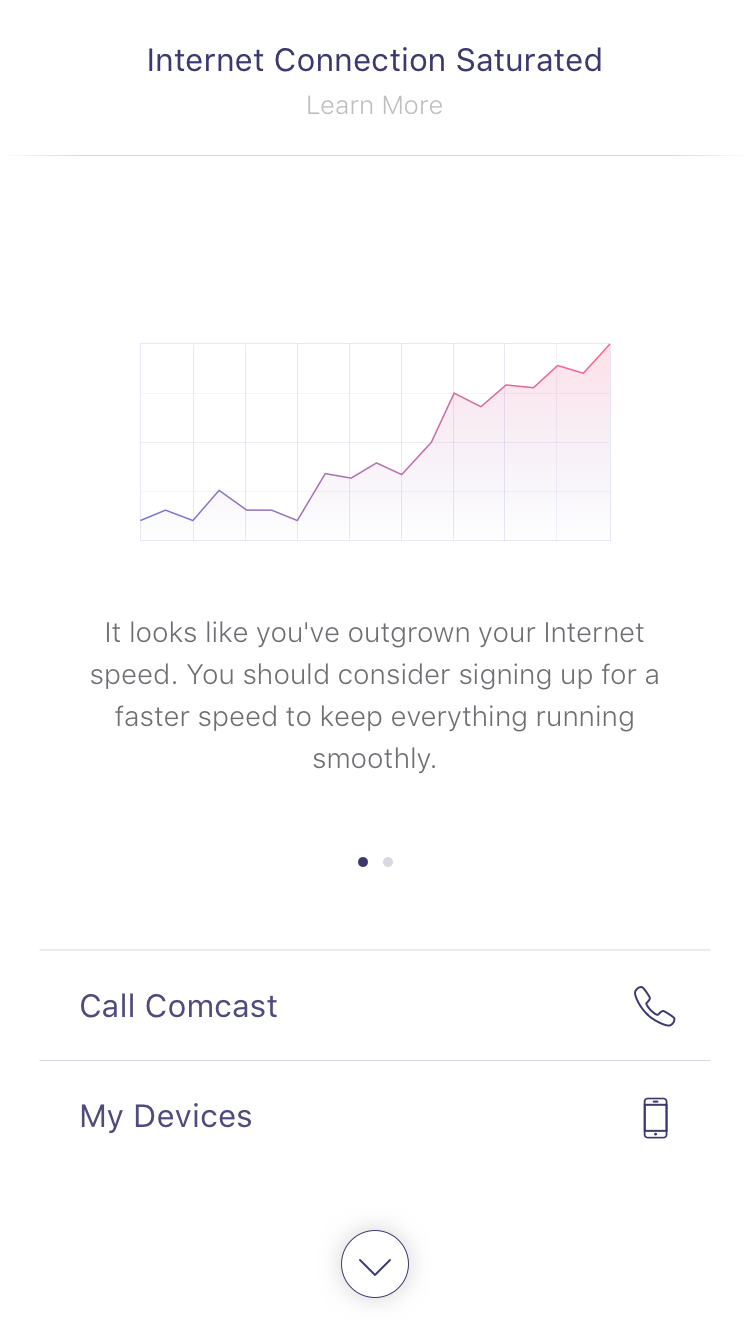 Internet Connection Saturated
Learn More
It looks like you've outgrown your Internet
speed. You should consider signing up for a
faster speed to keep everything running
smoothly.
Call Comcast
My Devices